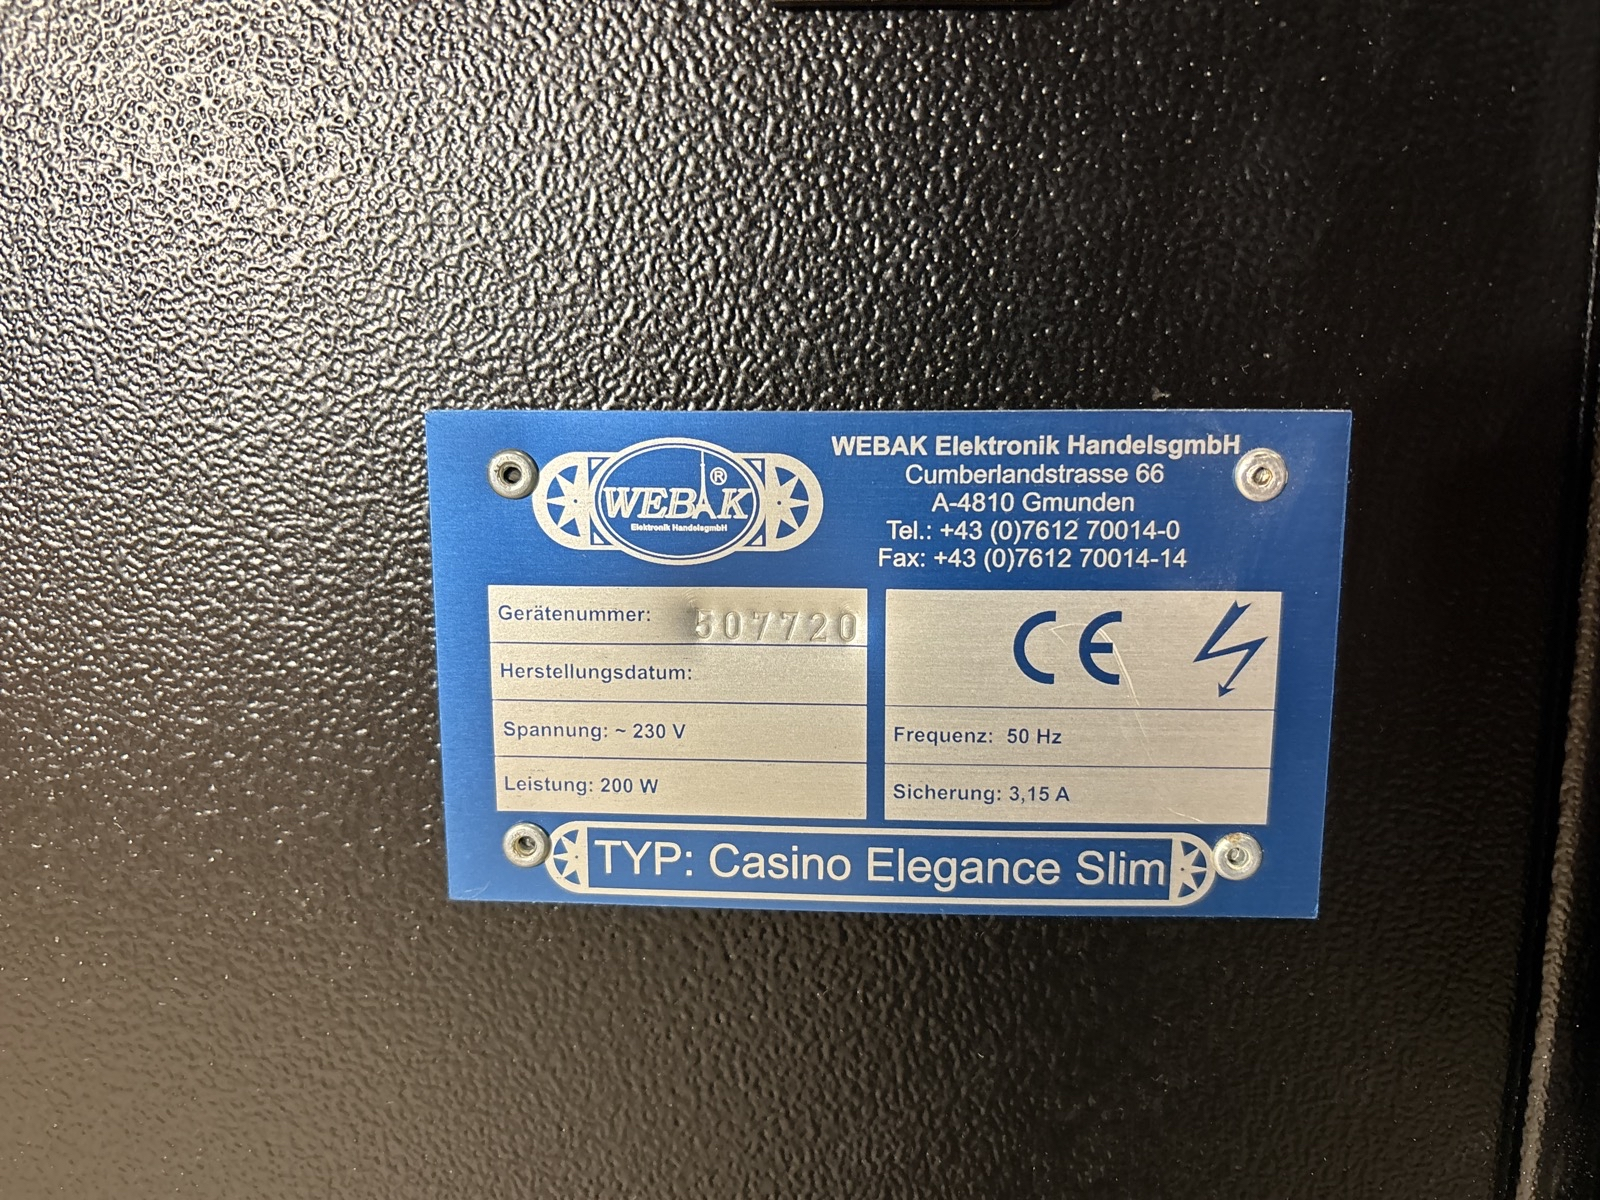 WEBAK ®
Elektronik HandelsgmbH
WEBAK Elektronik HandelsgmbH
Cumberlandstrasse 66
A-4810 Gmunden
Tel.: +43 (0)7612 70014-0
Fax: +43 (0)7612 70014-14
Gerätenummer: 507720
Herstellungsdatum:
Spannung: ~ 230 V
Leistung: 200 W
CE
Frequenz: 50 Hz
Sicherung: 3,15 A
TYP: Casino Elegance Slim